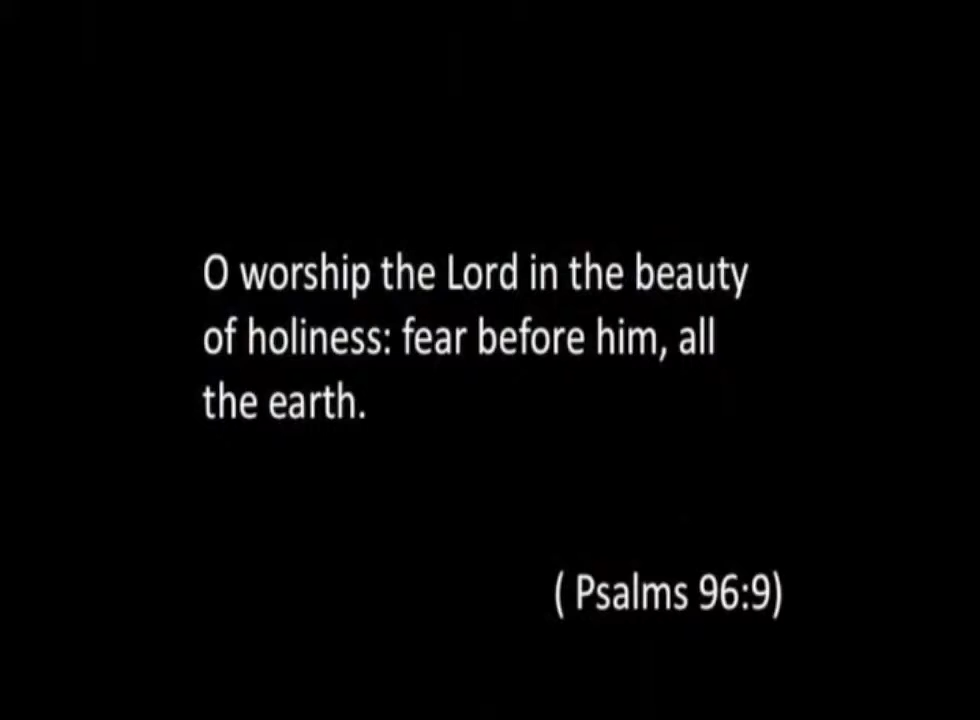 O worship the Lord in the beauty
of holiness: fear before him, all
the earth.
( Psalms 96:9)